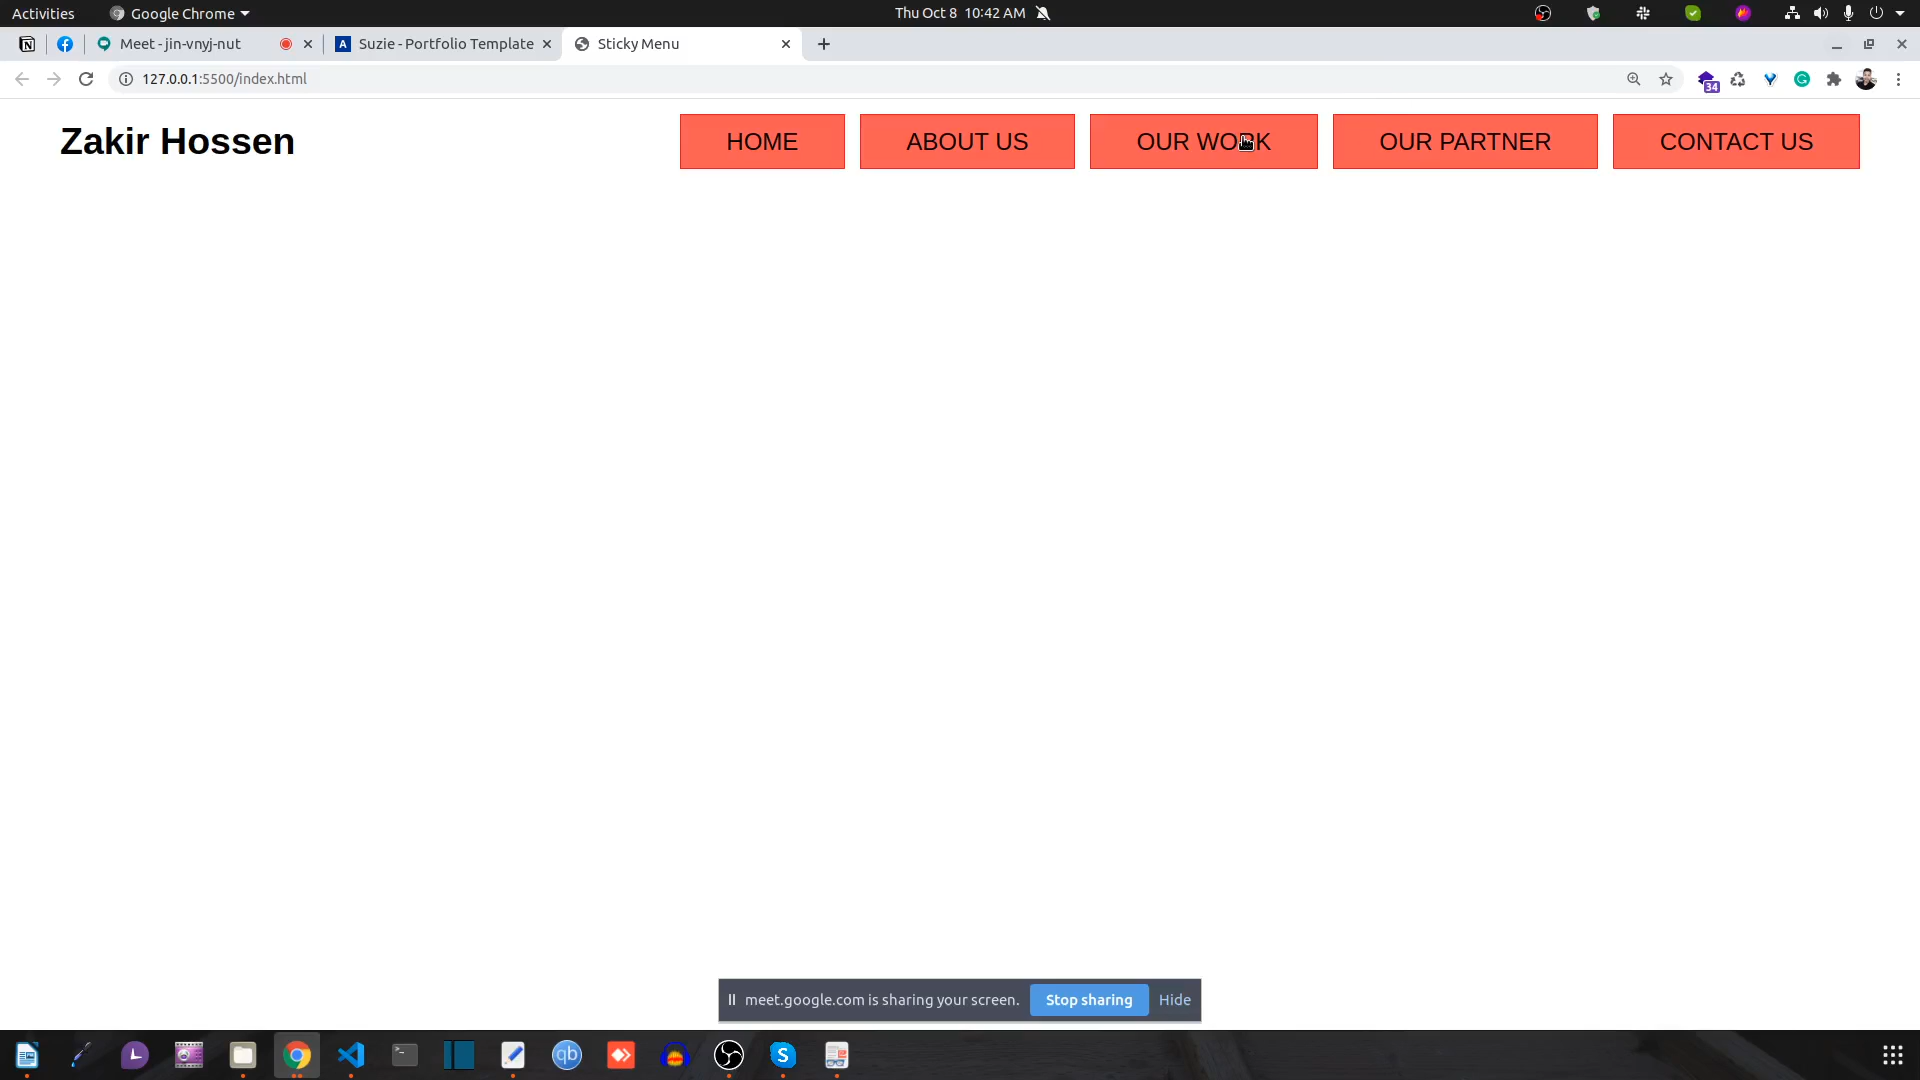 Activities Google Chrome Thu Oct 8 10:42 AM
Meet - jin-vnyj-nut Suzie - Portfolio Template Sticky Menu
127.0.0.1:5500/index.html 34
Zakir Hossen HOME ABOUT US OUR WORK OUR PARTNER CONTACT US
meet.google.com is sharing your screen. Stop sharing Hide